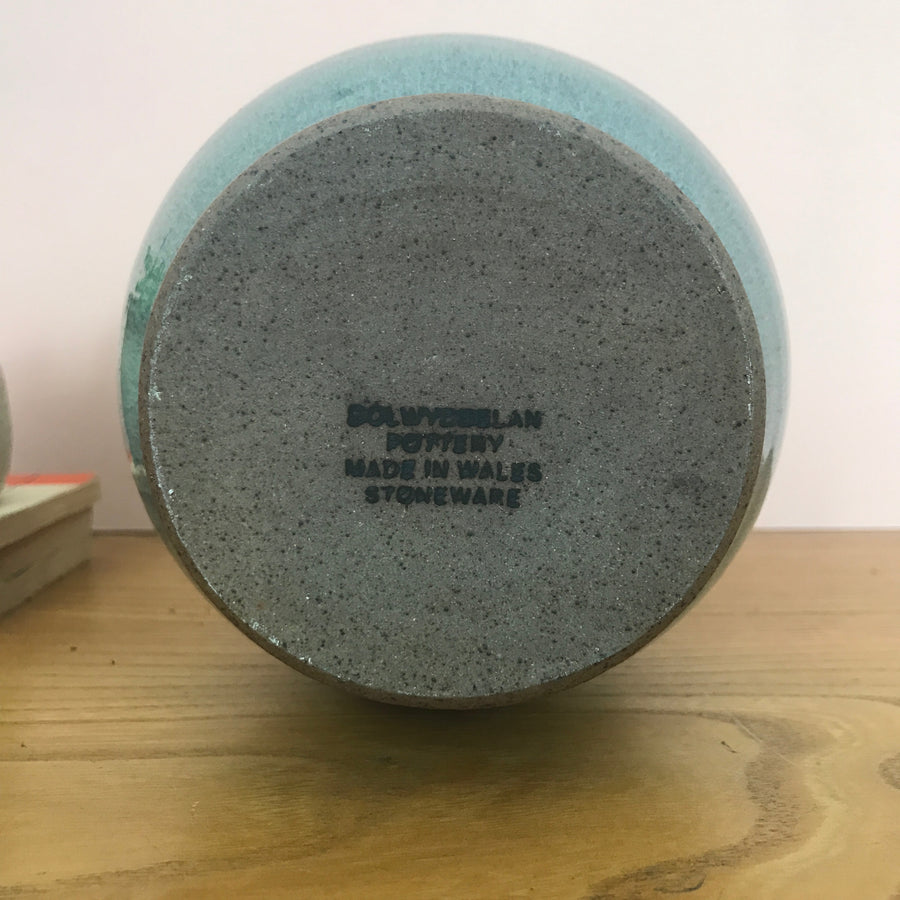 DOLWYDDELAN
POTTERY
MADE IN WALES
STONEWARE